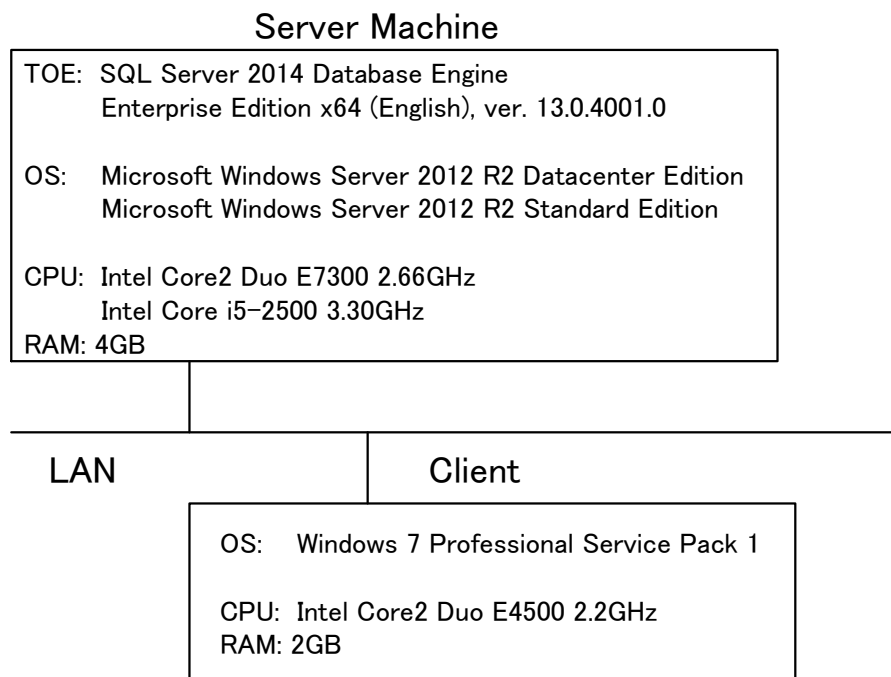 Server Machine
TOE: SQL Server 2014 Database Engine
Enterprise Edition x64 (English), ver. 13.0.4001.0
OS: Microsoft Windows Server 2012 R2 Datacenter Edition
Microsoft Windows Server 2012 R2 Standard Edition
CPU: Intel Core2 Duo E7300 2.66GHz
Intel Core i5-2500 3.30GHz
RAM: 4GB
LAN
Client
OS: Windows 7 Professional Service Pack 1
CPU: Intel Core2 Duo E4500 2.2GHz
RAM: 2GB